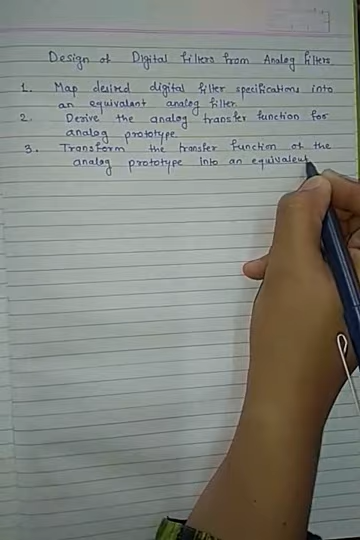 Design of Digital filters from Analog filters
1. Map desired digital filter specifications into
an equivalent analog filter.
2. Derive the analog transfer function for
analog prototype.
3. Transform the transfer function of the
analog prototype into an equivalent